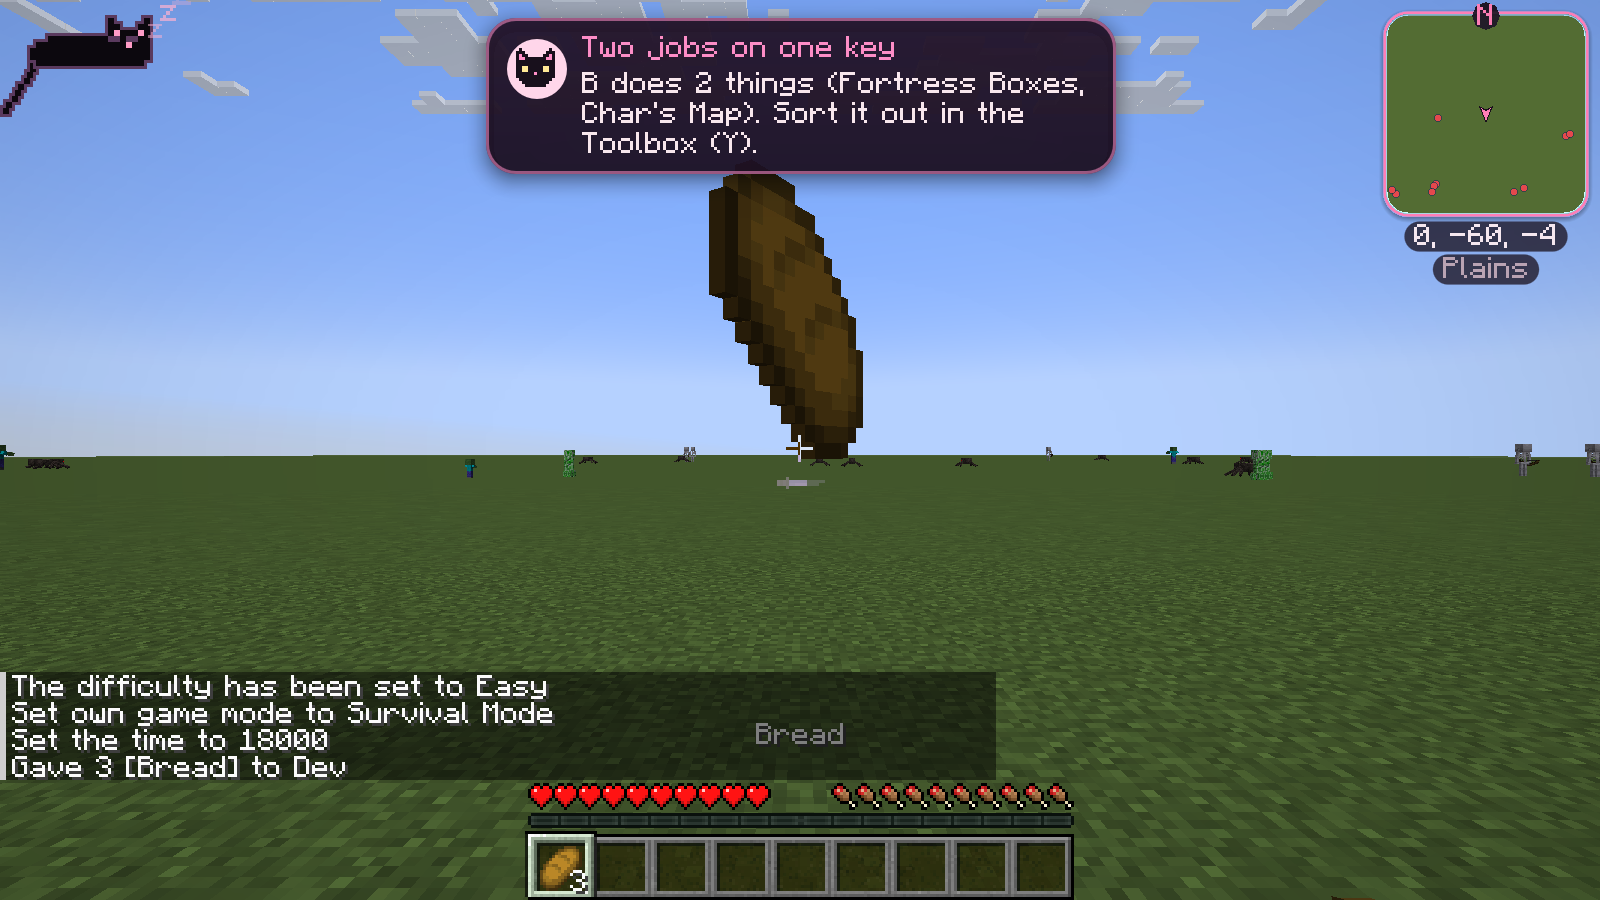 Two jobs on one key
B does 2 things (Fortress Boxes,
Char's Map). Sort it out in the
Toolbox (Y).
N
0, -60, -4
Plains
The difficulty has been set to Easy
Set own game mode to Survival Mode
Set the time to 18000
Gave 3 [Bread] to Dev
Bread
3